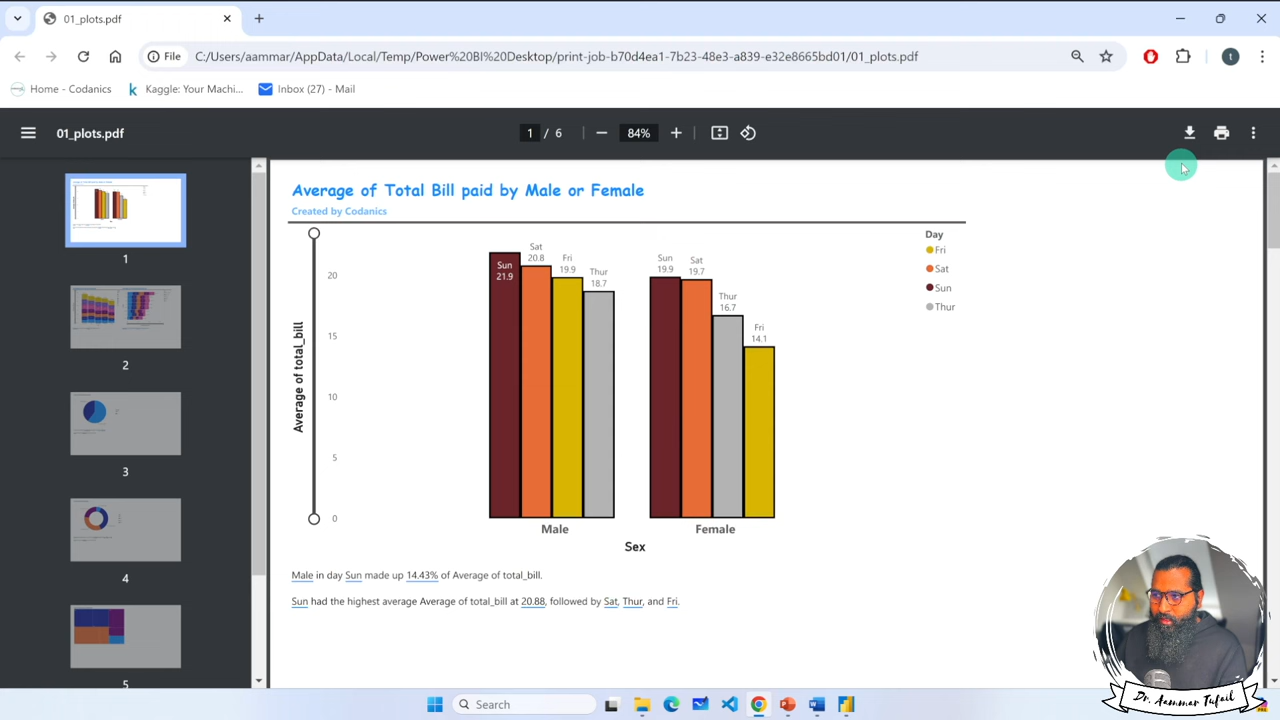 01_plots.pdf
File
C:/Users/aammar/AppData/Local/Temp/Power%20BI%20Desktop/print-job-b70d4ea1-7b23-48e3-a839-e32e8665bd01/01_plots.pdf
t
Home - Codanics
Kaggle: Your Machi...
Inbox (27) - Mail
01_plots.pdf
1 / 6
84%
1
2
3
4
5
Average of Total Bill paid by Male or Female
Created by Codanics
Day
Fri
Sat
Sun
Thur
Average of total_bill
20
15
10
5
0
Sun
21.9
Sat
20.8
Fri
19.9
Thur
18.7
Sun
19.9
Sat
19.7
Thur
16.7
Fri
14.1
Male
Female
Sex
Male in day Sun made up 14.43% of Average of total_bill.
Sun had the highest average Average of total_bill at 20.88, followed by Sat, Thur, and Fri.
Search
Dr. Aammar Tufail